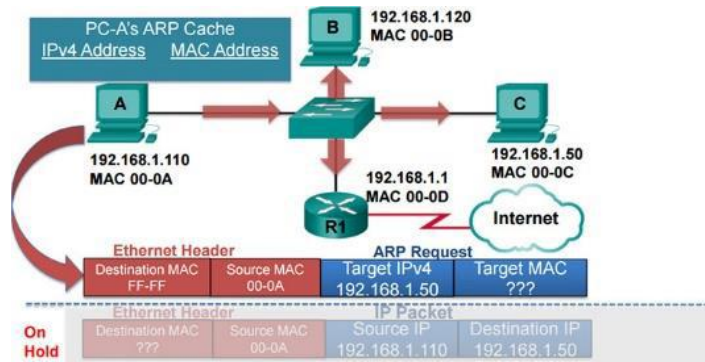 PC-A's ARP Cache
IPv4 Address MAC Address
B
192.168.1.120
MAC 00-0B
A
C
192.168.1.110
MAC 00-0A
192.168.1.50
MAC 00-0C
192.168.1.1
MAC 00-0D
R1
Internet
Ethernet Header
ARP Request
Destination MAC
FF-FF
Source MAC
00-0A
Target IPv4
192.168.1.50
Target MAC
???
On
Hold
Ethernet Header
IP Packet
Destination MAC
???
Source MAC
00-0A
Source IP
192.168.1.110
Destination IP
192.168.1.50